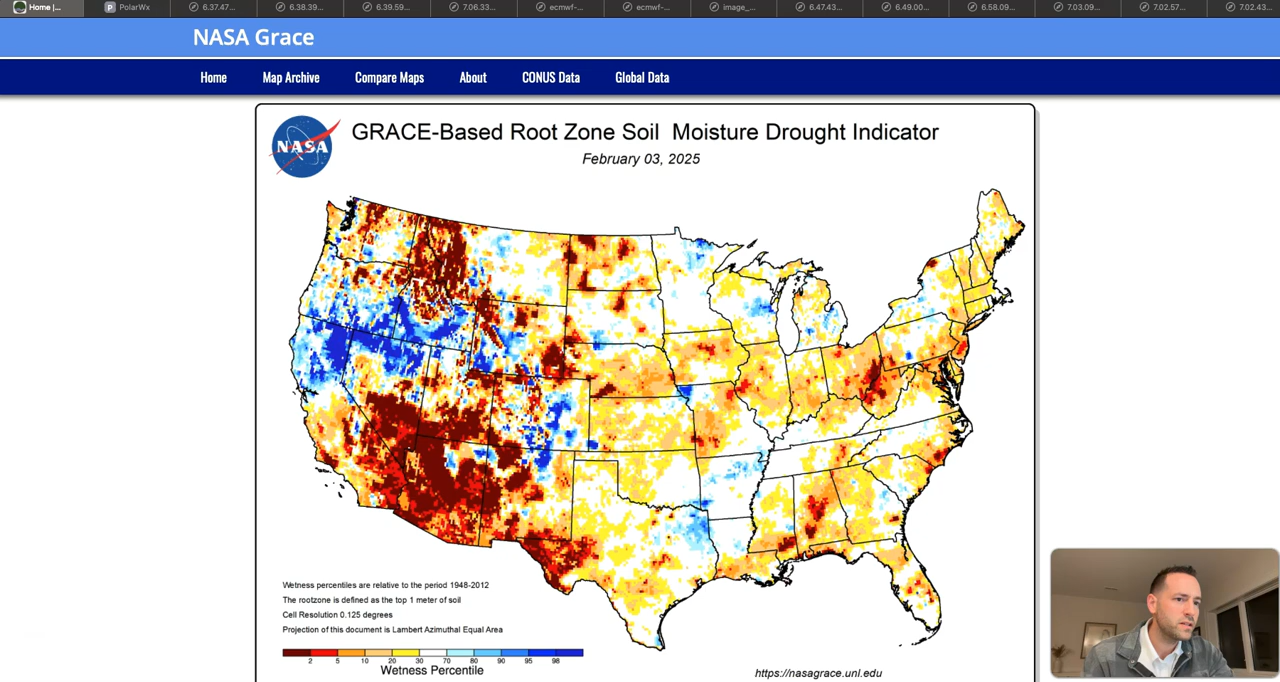 Home |... PolarWx 6.37.47... 6.38.39... 6.39.59... 7.06.33... ecmwf-... ecmwf-... image_... 6.47.43... 6.49.00... 6.58.09... 7.03.09... 7.02.57... 7.02.43...
NASA Grace
Home Map Archive Compare Maps About CONUS Data Global Data
NASA
GRACE-Based Root Zone Soil Moisture Drought Indicator
February 03, 2025
Wetness percentiles are relative to the period 1948-2012
The rootzone is defined as the top 1 meter of soil
Cell Resolution 0.125 degrees
Projection of this document is Lambert Azimuthal Equal Area
2 5 10 20 30 70 80 90 95 98
Wetness Percentile
https://nasagrace.unl.edu